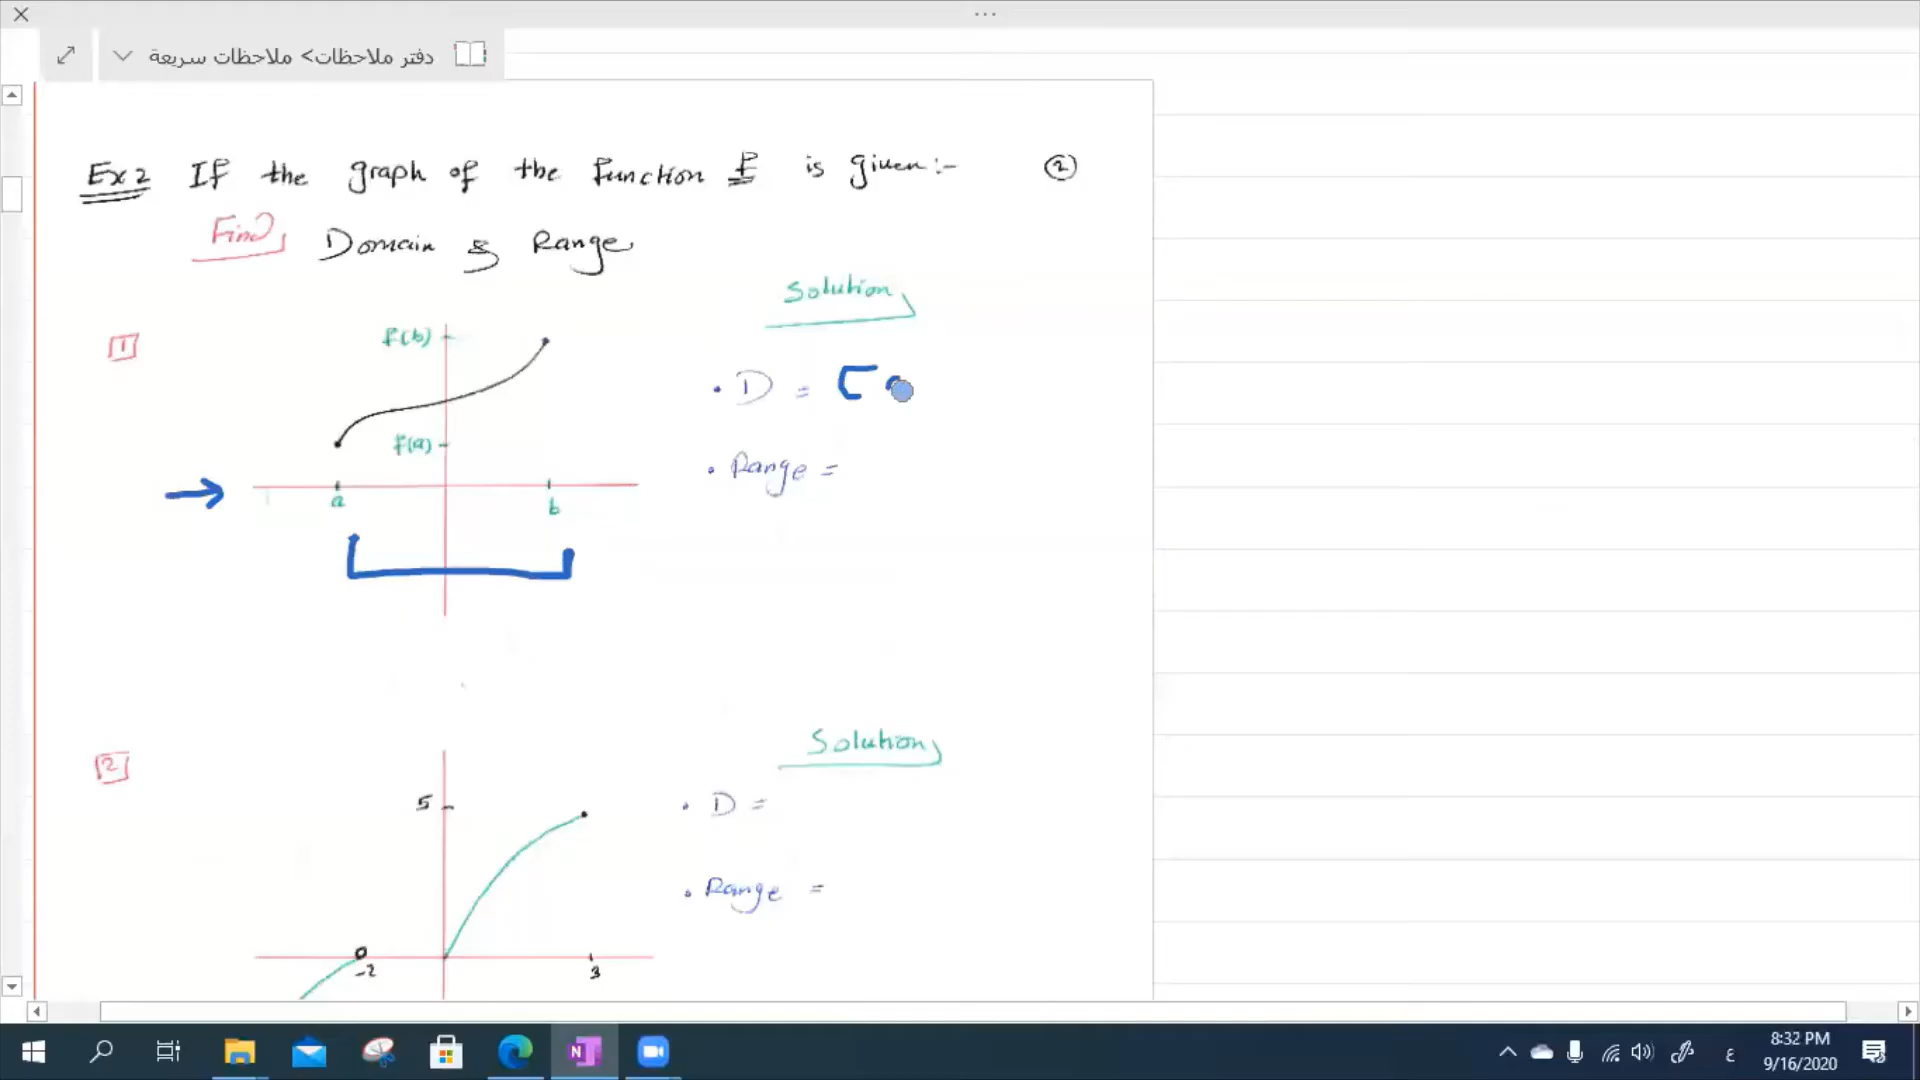 دفتر ملاحظات> ملاحظات سريعة
Ex 2 If the graph of the function f is given:- ②
Find Domain & Range
Solution
1
f(b)
f(a)
a
b
• D = [
• Range =
Solution
2
5
-2
3
• D =
• Range =
8:32 PM
ع
9/16/2020